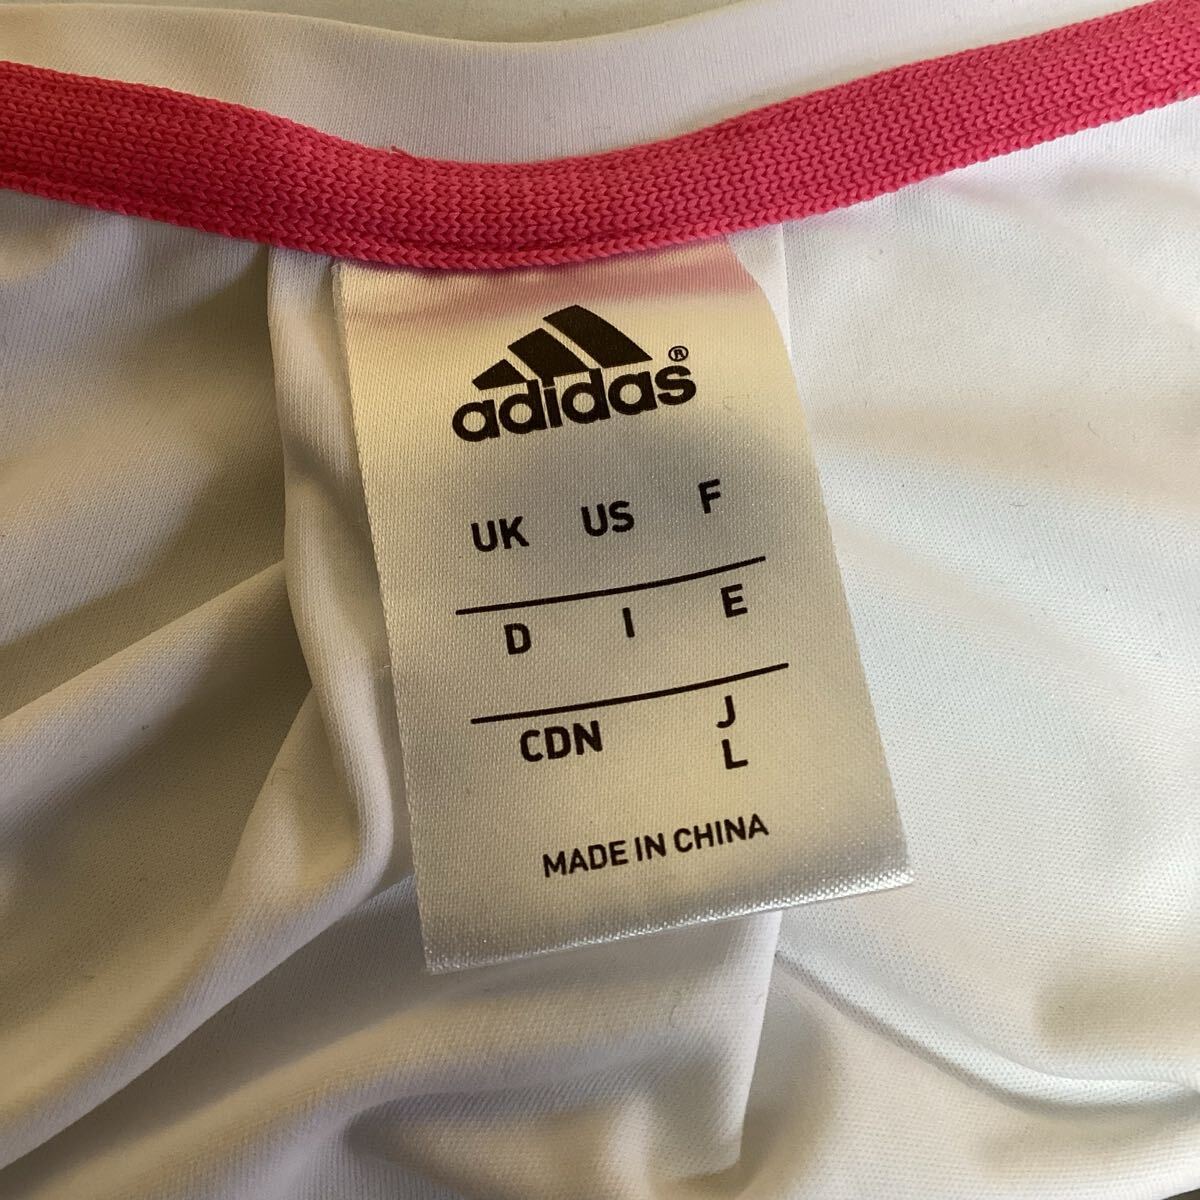 adidas®
UK US F
D I E
CDN J
L
MADE IN CHINA